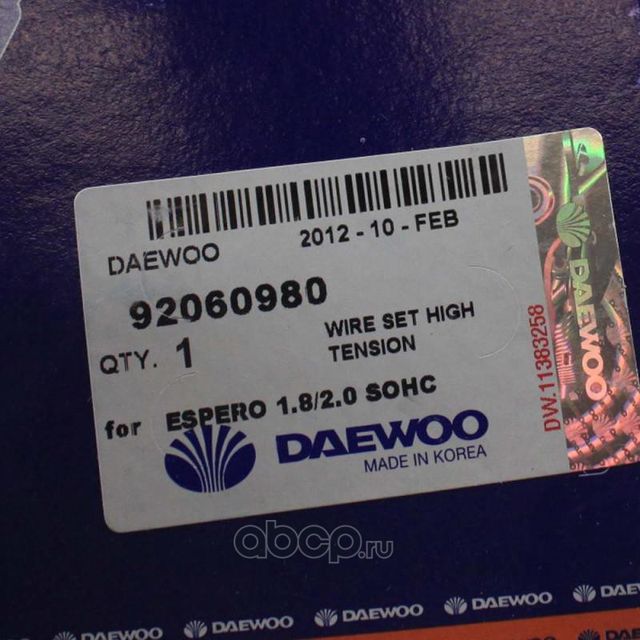 DAEWOO
2012 - 10 - FEB
92060980
QTY. 1
WIRE SET HIGH
TENSION
for ESPERO 1.8/2.0 SOHC
DAEWOO
MADE IN KOREA
DW.11383258
DAEWOO
abcp.ru
DAEWOO DAEWOO DAEWOO DAEWOO